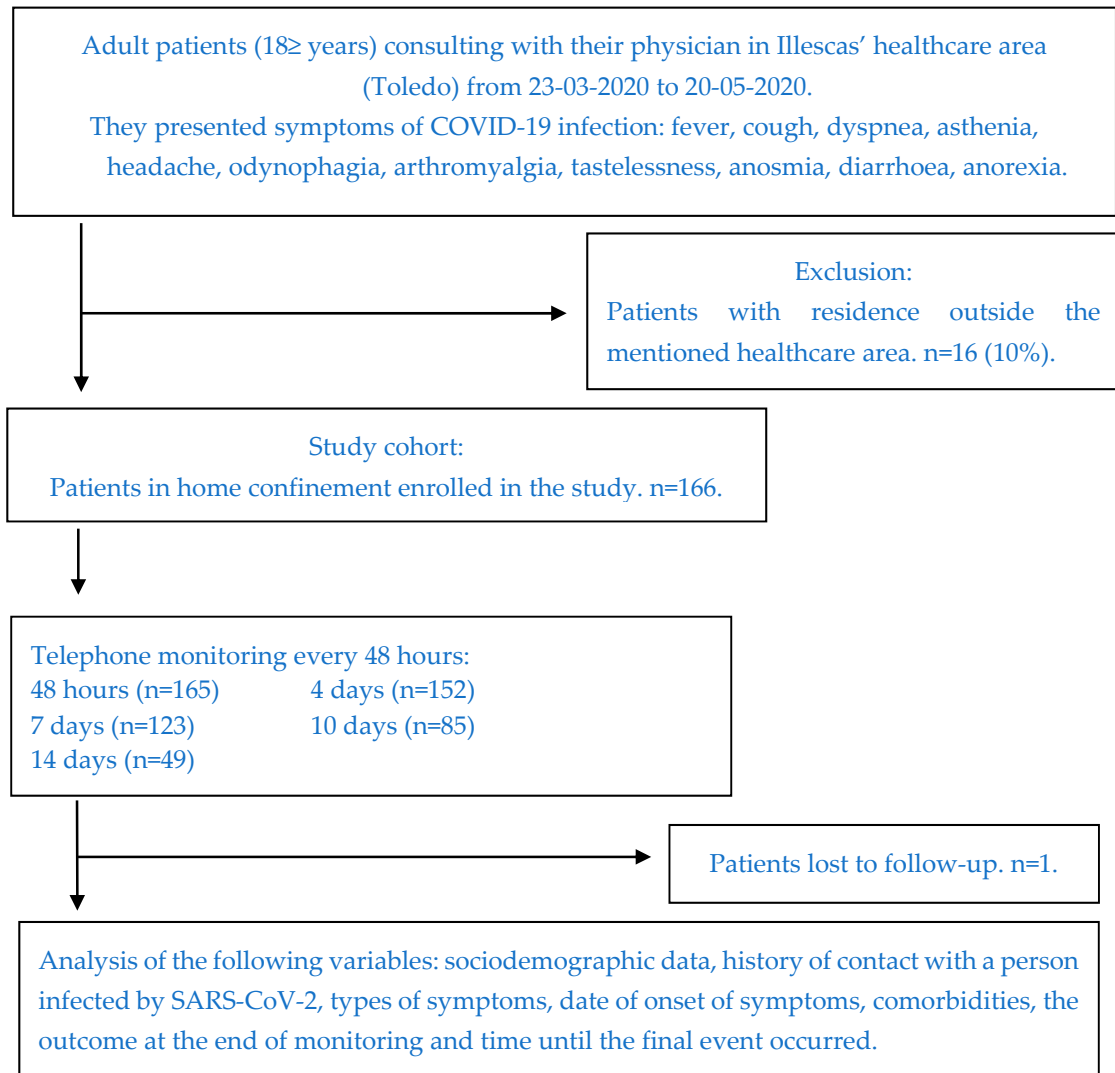 Adult patients (18≥ years) consulting with their physician in Illescas’ healthcare area
(Toledo) from 23-03-2020 to 20-05-2020.
They presented symptoms of COVID-19 infection: fever, cough, dyspnea, asthenia,
headache, odynophagia, arthromyalgia, tastelessness, anosmia, diarrhoea, anorexia.
Exclusion:
Patients with residence outside the
mentioned healthcare area. n=16 (10%).
Study cohort:
Patients in home confinement enrolled in the study. n=166.
Telephone monitoring every 48 hours:
48 hours (n=165) 4 days (n=152)
7 days (n=123) 10 days (n=85)
14 days (n=49)
Patients lost to follow-up. n=1.
Analysis of the following variables: sociodemographic data, history of contact with a person
infected by SARS-CoV-2, types of symptoms, date of onset of symptoms, comorbidities, the
outcome at the end of monitoring and time until the final event occurred.